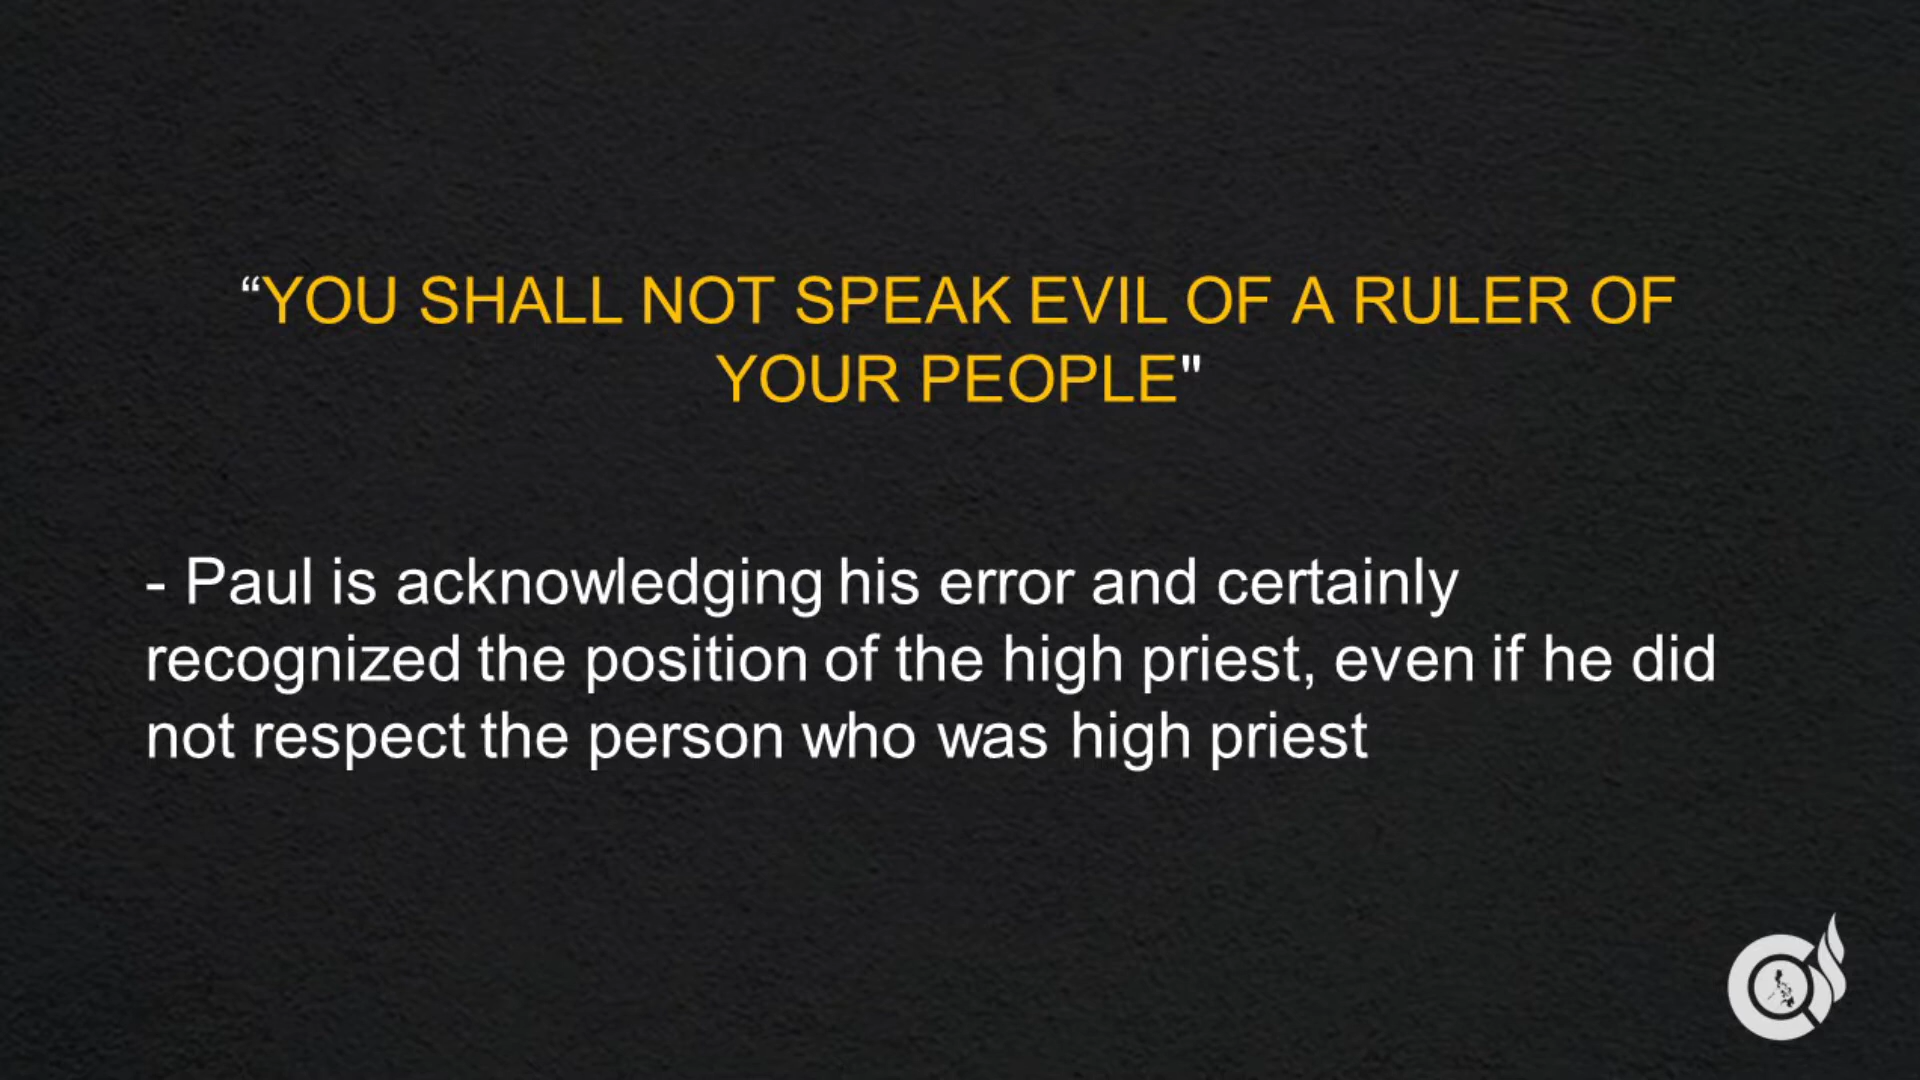 “YOU SHALL NOT SPEAK EVIL OF A RULER OF
YOUR PEOPLE"
- Paul is acknowledging his error and certainly
recognized the position of the high priest, even if he did
not respect the person who was high priest